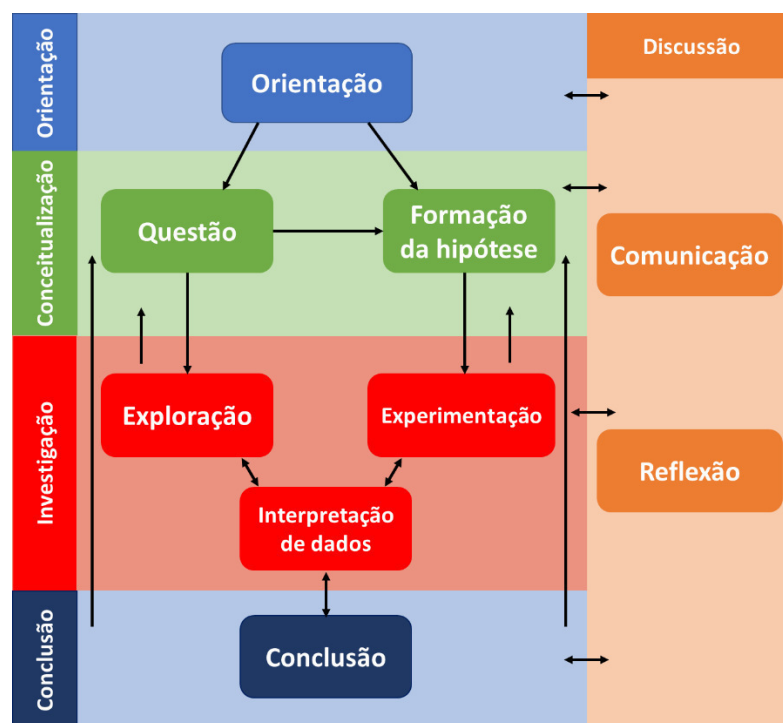 Orientação
Orientação
Discussão
Conceitualização
Questão
Formação
da hipótese
Comunicação
Investigação
Exploração
Experimentação
Reflexão
Interpretação
de dados
Conclusão
Conclusão